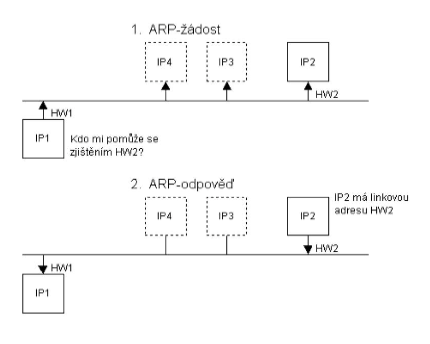 1. ARP-žádost
IP4
IP3
IP2
HW2
HW1
IP1
Kdo mi pomůže se
zjištěním HW2?
2. ARP-odpověď
IP4
IP3
IP2
IP2 má linkovou
adresu HW2
HW2
HW1
IP1